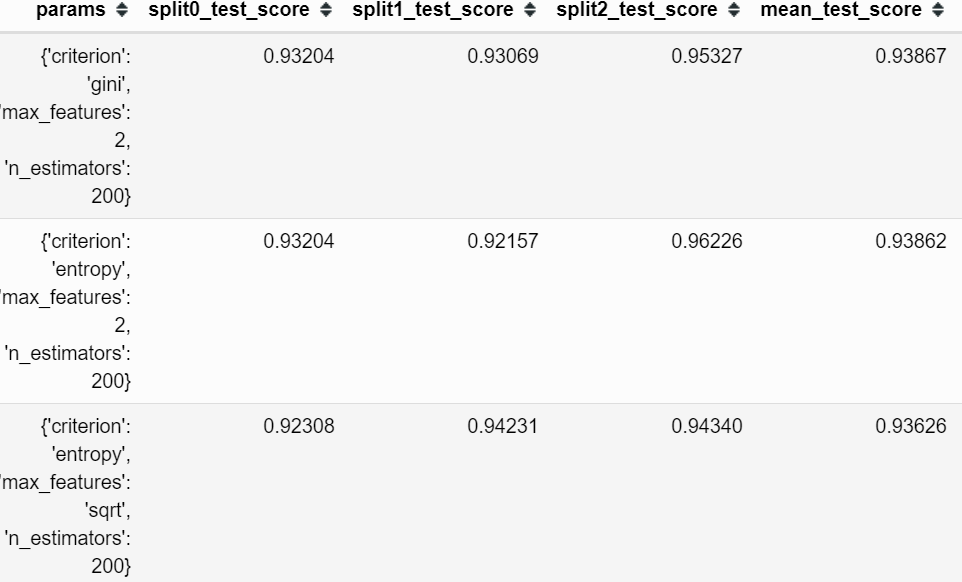 params split0_test_score split1_test_score split2_test_score mean_test_score
{'criterion': 0.93204 0.93069 0.95327 0.93867
'gini',
'max_features':
2,
'n_estimators':
200}
{'criterion': 0.93204 0.92157 0.96226 0.93862
'entropy',
'max_features':
2,
'n_estimators':
200}
{'criterion': 0.92308 0.94231 0.94340 0.93626
'entropy',
'max_features':
'sqrt',
'n_estimators':
200}